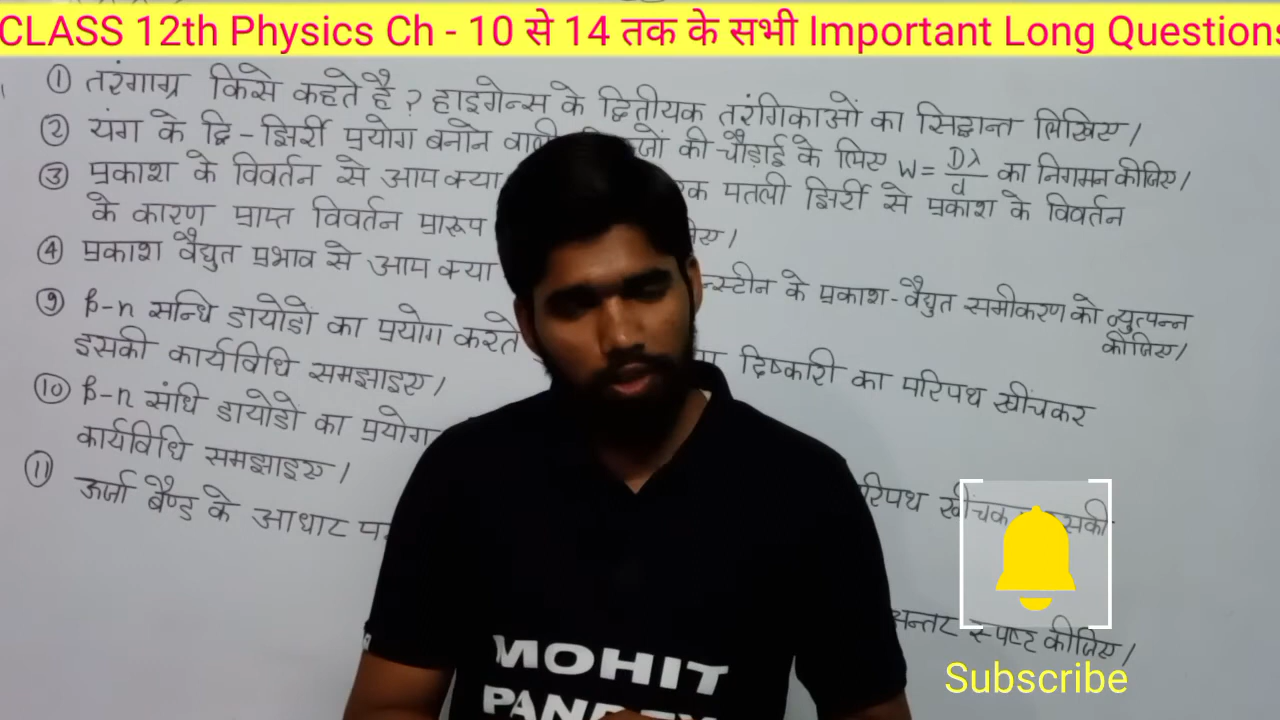 CLASS 12th Physics Ch - 10 से 14 तक के सभी Important Long Questions
① तरंगाग्र किसे कहते है ? हाइगेन्स के द्वितीयक तरंगिकाओं का सिद्धान्त लिखिए /
② यंग के द्वि-झिर्री प्रयोग बनाने की चौड़ाई के लिए W = Dλ/d का निगमन कीजिए /
③ प्रकाश के विवर्तन से आप क्या पतली झिर्री से प्रकाश के विवर्तन
के कारण प्राप्त विवर्तन प्रारूप
④ प्रकाश वैद्युत प्रभाव से आप क्या के प्रकाश-वैद्युत समीकरण को व्युत्पन्न
कीजिए /
⑨ p-n सन्धि डायोडो का प्रयोग करते दिष्टकारी का परिपथ खींचकर
इसकी कार्यविधि समझाइए /
⑩ p-n संधि डायोडो का प्रयोग परिपथ खींचकर इसकी
कार्यविधि समझाइए /
⑪ ऊर्जा बैण्ड के आधार पर
अन्तर स्पष्ट कीजिए /
MOHIT
PANDEY
Subscribe